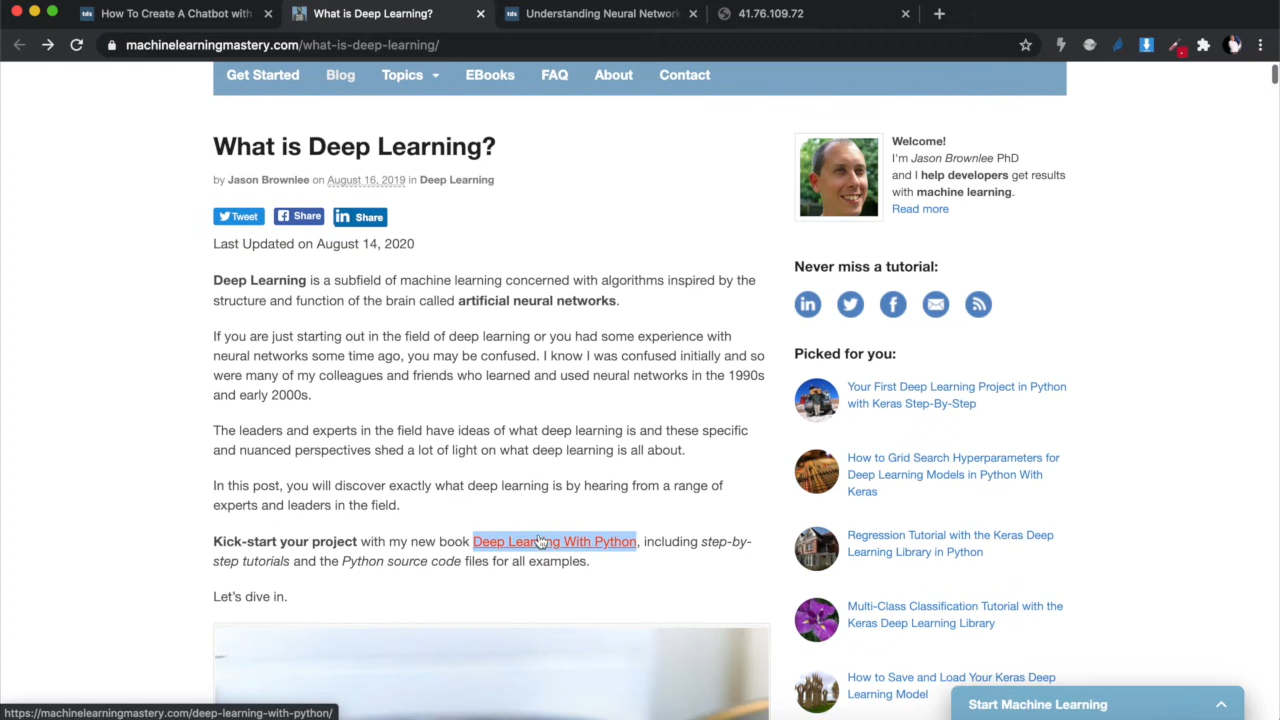 How To Create A Chatbot with
What is Deep Learning?
tds
Understanding Neural Network
41.76.109.72
machinelearningmastery.com/what-is-deep-learning/
Get Started
Blog
Topics
EBooks
FAQ
About
Contact
What is Deep Learning?
by Jason Brownlee on August 16, 2019 in Deep Learning
Tweet
Share
in Share
Last Updated on August 14, 2020
Deep Learning is a subfield of machine learning concerned with algorithms inspired by the
structure and function of the brain called artificial neural networks.
If you are just starting out in the field of deep learning or you had some experience with
neural networks some time ago, you may be confused. I know I was confused initially and so
were many of my colleagues and friends who learned and used neural networks in the 1990s
and early 2000s.
The leaders and experts in the field have ideas of what deep learning is and these specific
and nuanced perspectives shed a lot of light on what deep learning is all about.
In this post, you will discover exactly what deep learning is by hearing from a range of
experts and leaders in the field.
Kick-start your project with my new book Deep Learning With Python, including step-by-
step tutorials and the Python source code files for all examples.
Let's dive in.
Welcome!
I'm Jason Brownlee PhD
and I help developers get results
with machine learning.
Read more
Never miss a tutorial:
in
Picked for you:
Your First Deep Learning Project in Python
with Keras Step-By-Step
How to Grid Search Hyperparameters for
Deep Learning Models in Python With
Keras
Regression Tutorial with the Keras Deep
Learning Library in Python
Multi-Class Classification Tutorial with the
Keras Deep Learning Library
How to Save and Load Your Keras Deep
Learning Model
Start Machine Learning
https://machinelearningmastery.com/deep-learning-with-python/